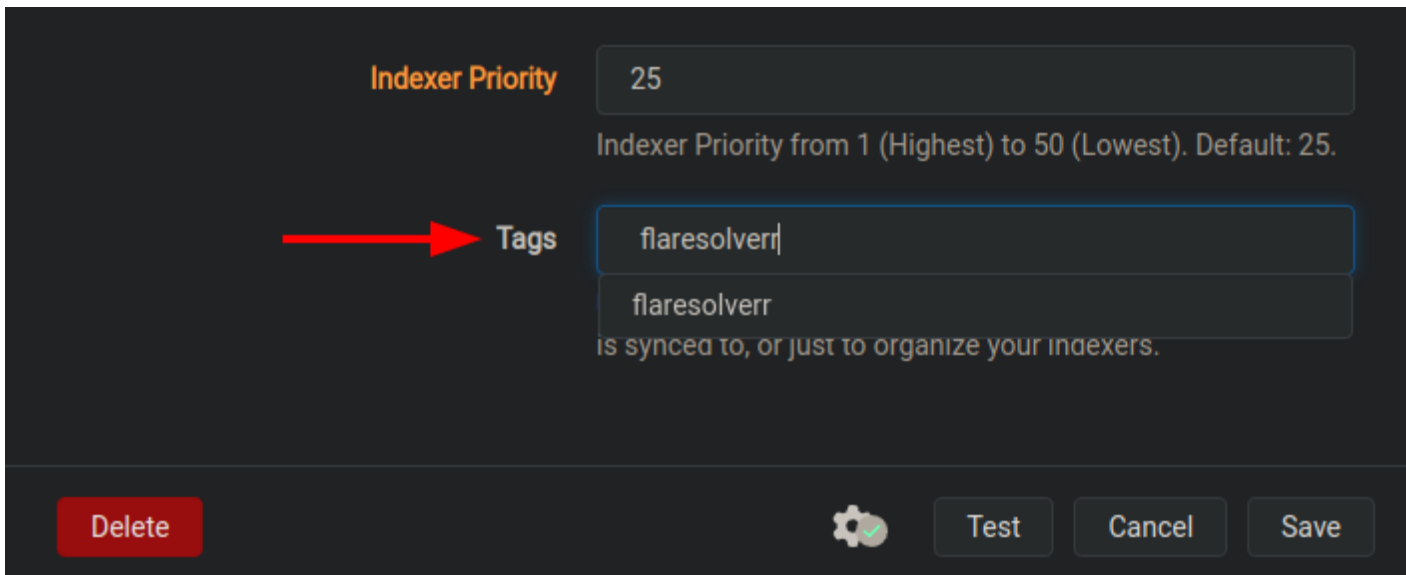 Indexer Priority 25
Indexer Priority from 1 (Highest) to 50 (Lowest). Default: 25.
Tags flaresolverr
flaresolverr
is synced to, or just to organize your indexers.
Delete Test Cancel Save